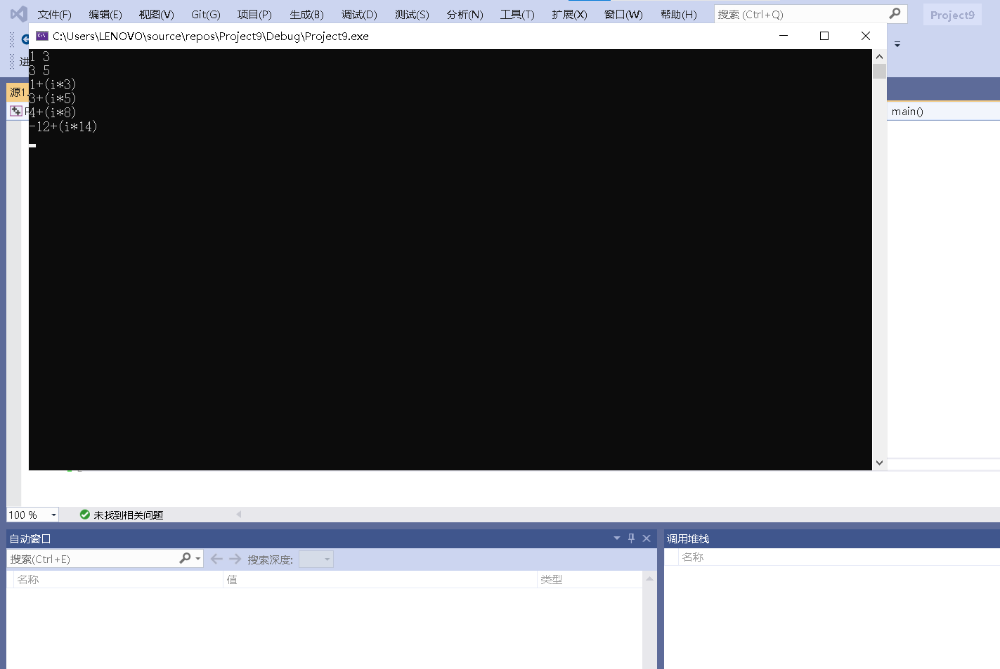 文件(F) 编辑(E) 视图(V) Git(G) 项目(P) 生成(B) 调试(D) 测试(S) 分析(N) 工具(T) 扩展(X) 窗口(W) 帮助(H) 搜索 (Ctrl+Q) Project9
C:\Users\LENOVO\source\repos\Project9\Debug\Project9.exe
进
1 3
3 5
1+(i*3)
源1.
3+(i*5)
4+(i*8)
main()
-12+(i*14)
100 % 未找到相关问题
自动窗口
搜索(Ctrl+E) 搜索深度:
名称 值 类型
调用堆栈
名称